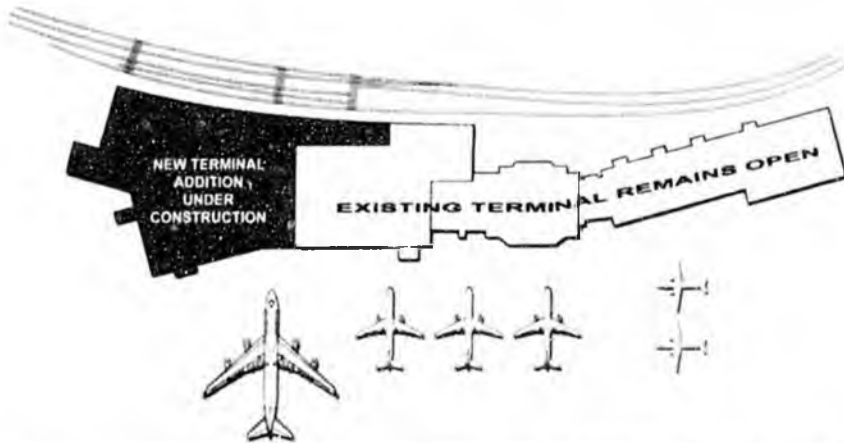 NEW TERMINAL
ADDITION
UNDER
CONSTRUCTION
EXISTING TERMINAL REMAINS OPEN